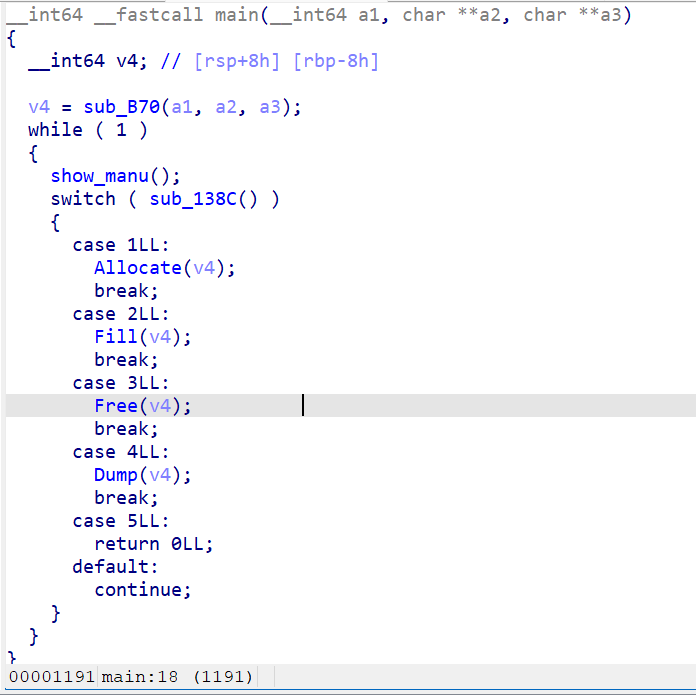 __int64 __fastcall main(__int64 a1, char **a2, char **a3)
{
  __int64 v4; // [rsp+8h] [rbp-8h]

  v4 = sub_B70(a1, a2, a3);
  while ( 1 )
  {
    show_manu();
    switch ( sub_138C() )
    {
      case 1LL:
        Allocate(v4);
        break;
      case 2LL:
        Fill(v4);
        break;
      case 3LL:
        Free(v4);
        break;
      case 4LL:
        Dump(v4);
        break;
      case 5LL:
        return 0LL;
      default:
        continue;
    }
  }
}
00001191 main:18 (1191)